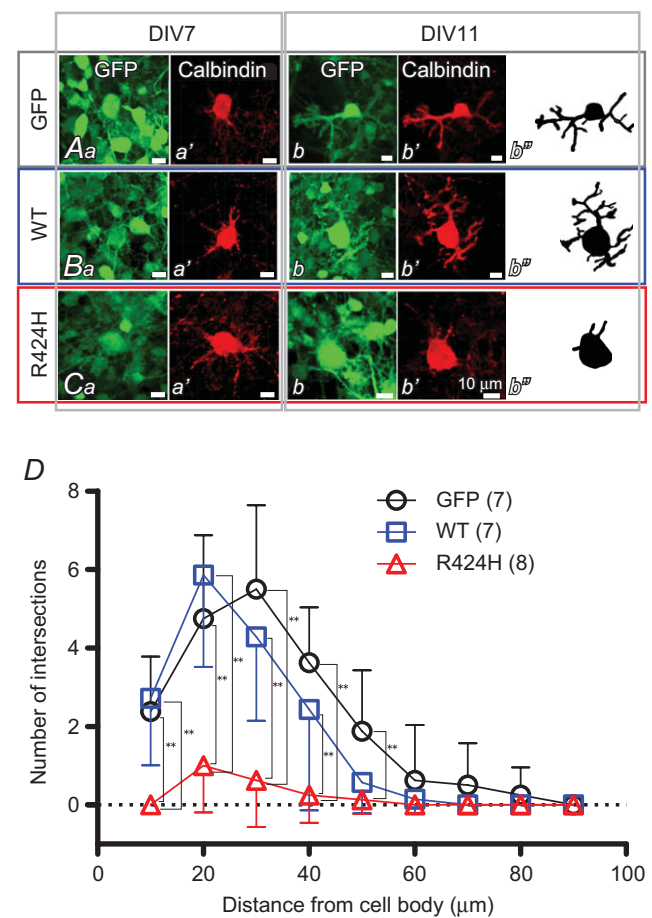 DIV7 DIV11
GFP GFP Calbindin GFP Calbindin
Aa a’ b b’ b”
WT Ba a’ b b’ b”
R424H Ca a’ b b’ 10 μm b”
D
8
6
4
2
0
Number of intersections
GFP (7)
WT (7)
R424H (8)
** ** ** ** ** ** ** ** ** **
0 20 40 60 80 100
Distance from cell body (μm)